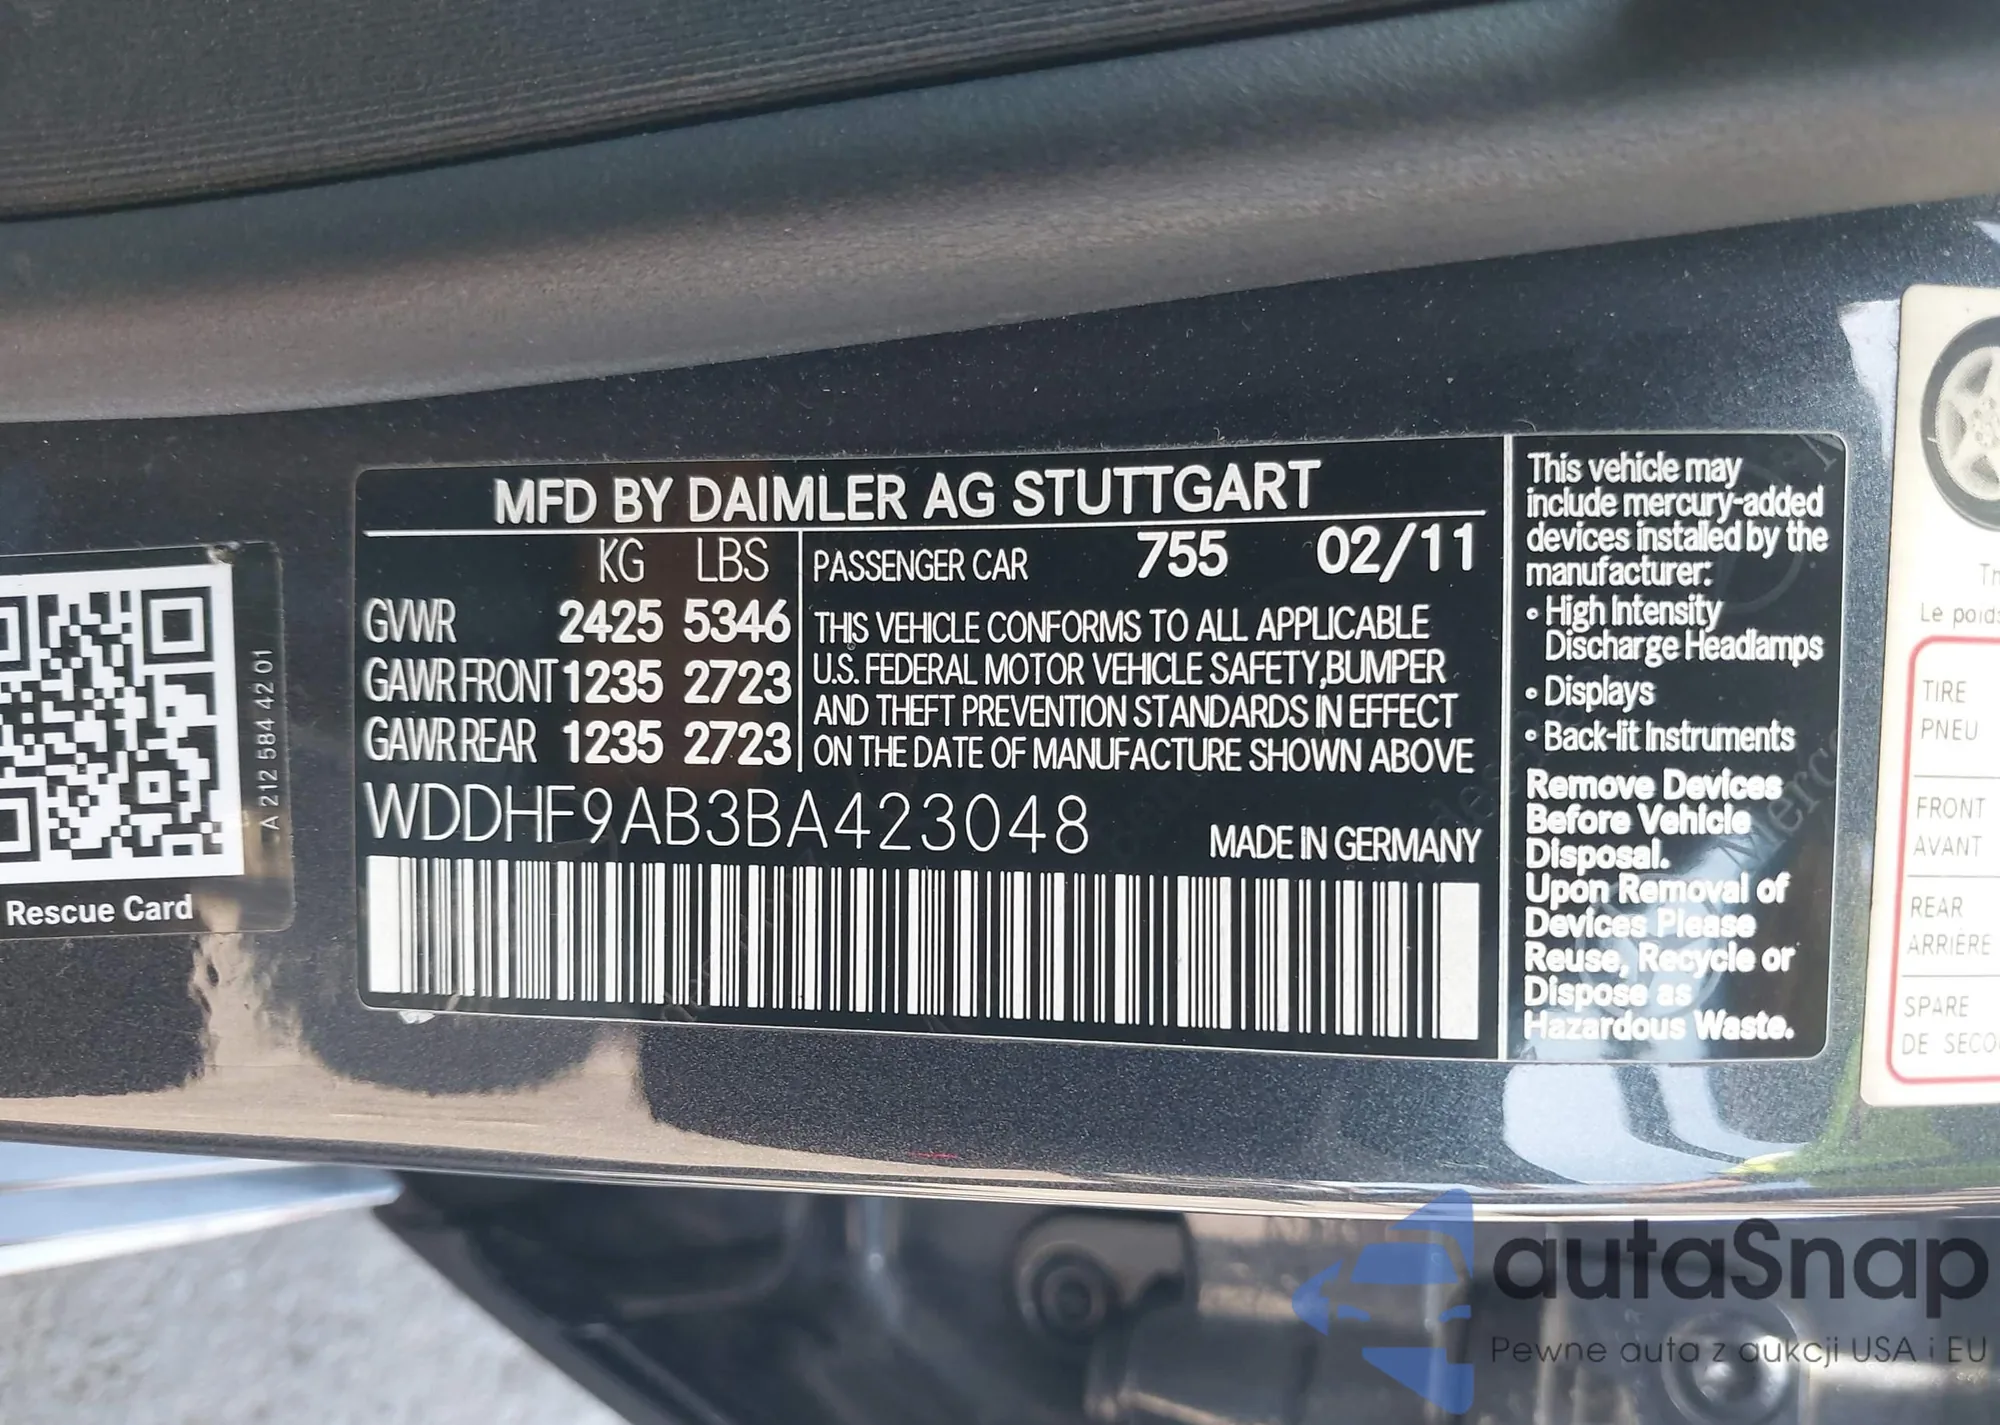 MFD BY DAIMLER AG STUTTGART
KG LBS
GVWR 2425 5346
GAWR FRONT 1235 2723
GAWR REAR 1235 2723
PASSENGER CAR 755 02/11
THIS VEHICLE CONFORMS TO ALL APPLICABLE
U.S. FEDERAL MOTOR VEHICLE SAFETY,BUMPER
AND THEFT PREVENTION STANDARDS IN EFFECT
ON THE DATE OF MANUFACTURE SHOWN ABOVE
WDDHF9AB3BA423048
MADE IN GERMANY
This vehicle may
include mercury-added
devices installed by the
manufacturer:
• High Intensity
Discharge Headlamps
• Displays
• Back-lit Instruments
Remove Devices
Before Vehicle
Disposal.
Upon Removal of
Devices Please
Reuse, Recycle or
Dispose as
Hazardous Waste.
A 212 584 42 01
Rescue Card
Le poids
TIRE
PNEU
FRONT
AVANT
REAR
ARRIÈRE
SPARE
DE SECO
autaSnap
Pewne auta z aukcji USA i EU